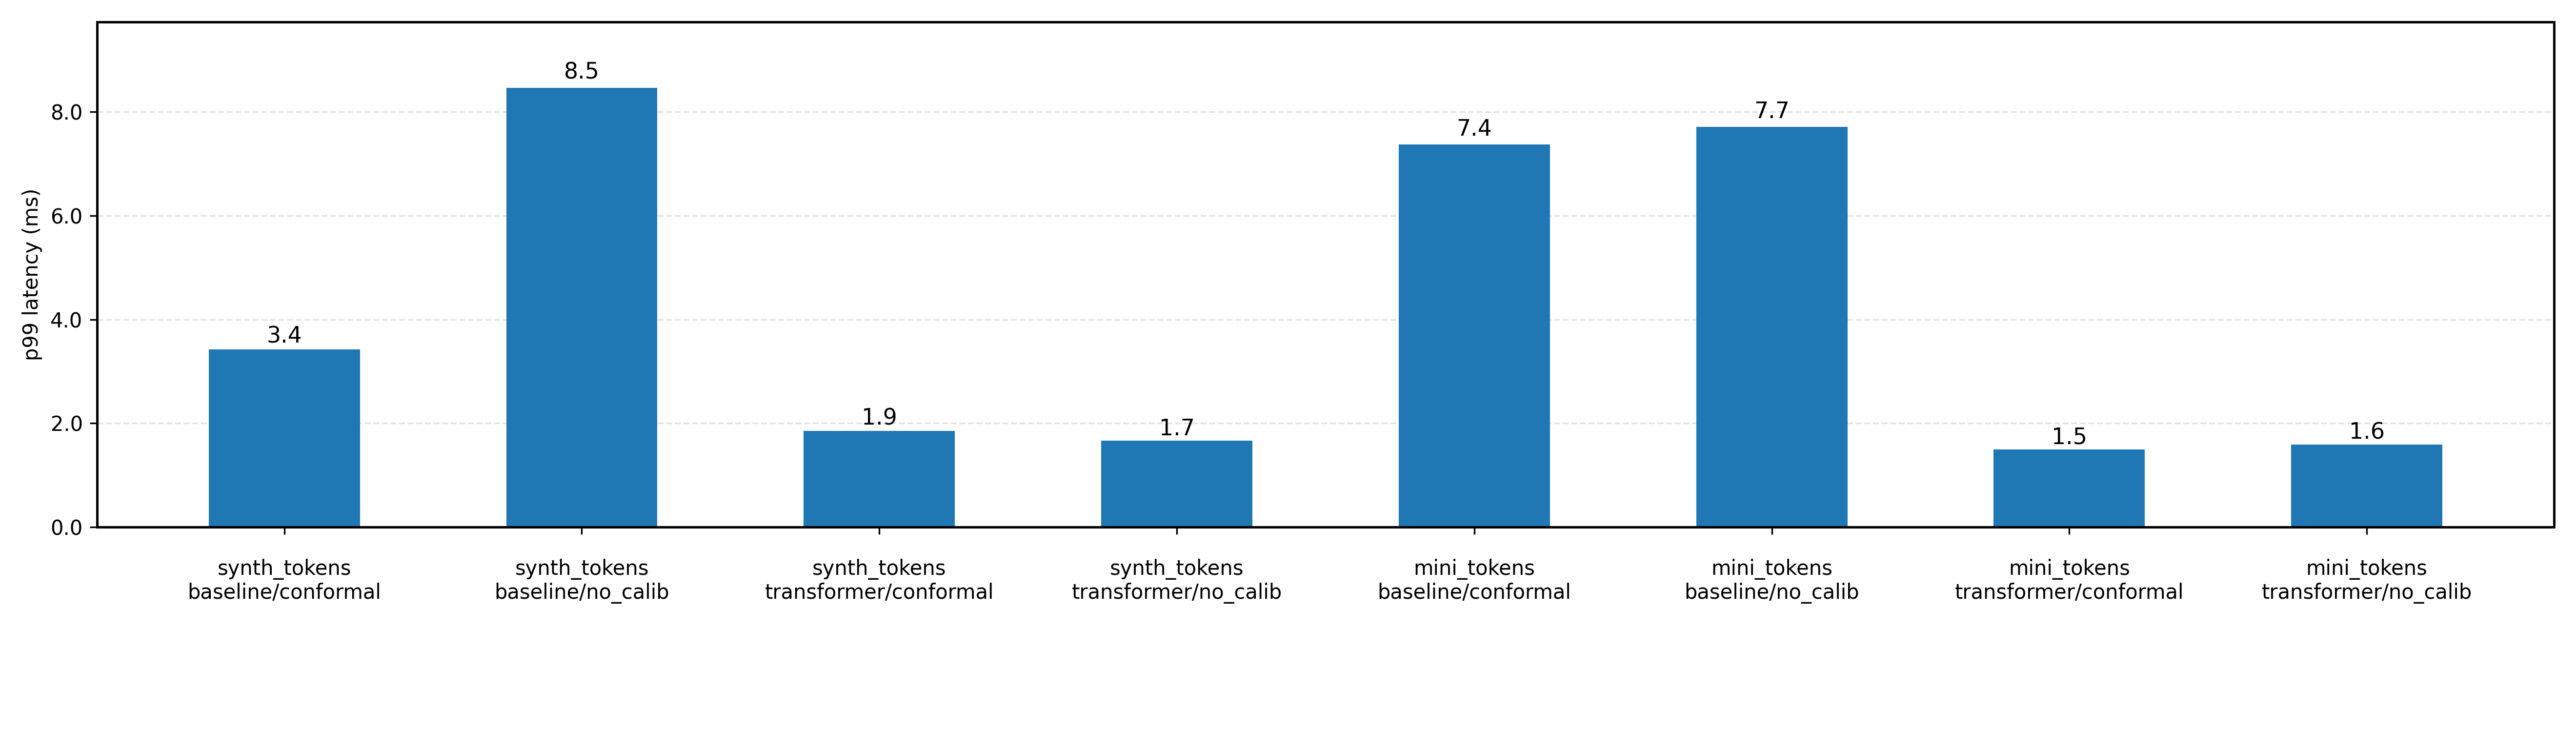 p99 latency (ms)
8.0
6.0
4.0
2.0
0.0
3.4
8.5
1.9
1.7
7.4
7.7
1.5
1.6
synth_tokens
baseline/conformal
synth_tokens
baseline/no_calib
synth_tokens
transformer/conformal
synth_tokens
transformer/no_calib
mini_tokens
baseline/conformal
mini_tokens
baseline/no_calib
mini_tokens
transformer/conformal
mini_tokens
transformer/no_calib